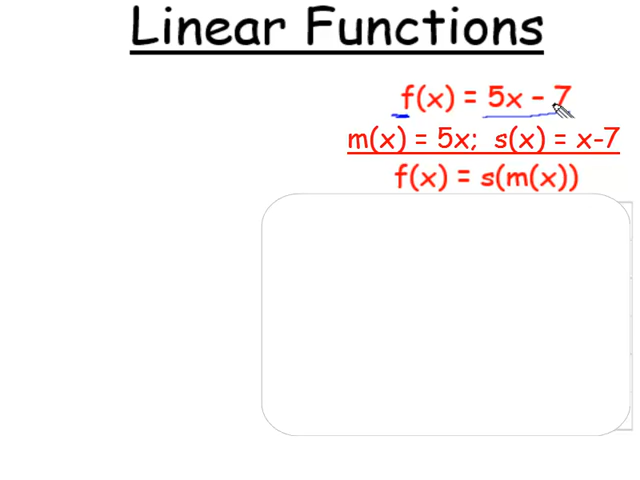 Linear Functions
f(x) = 5x - 7
m(x) = 5x; s(x) = x-7
f(x) = s(m(x))